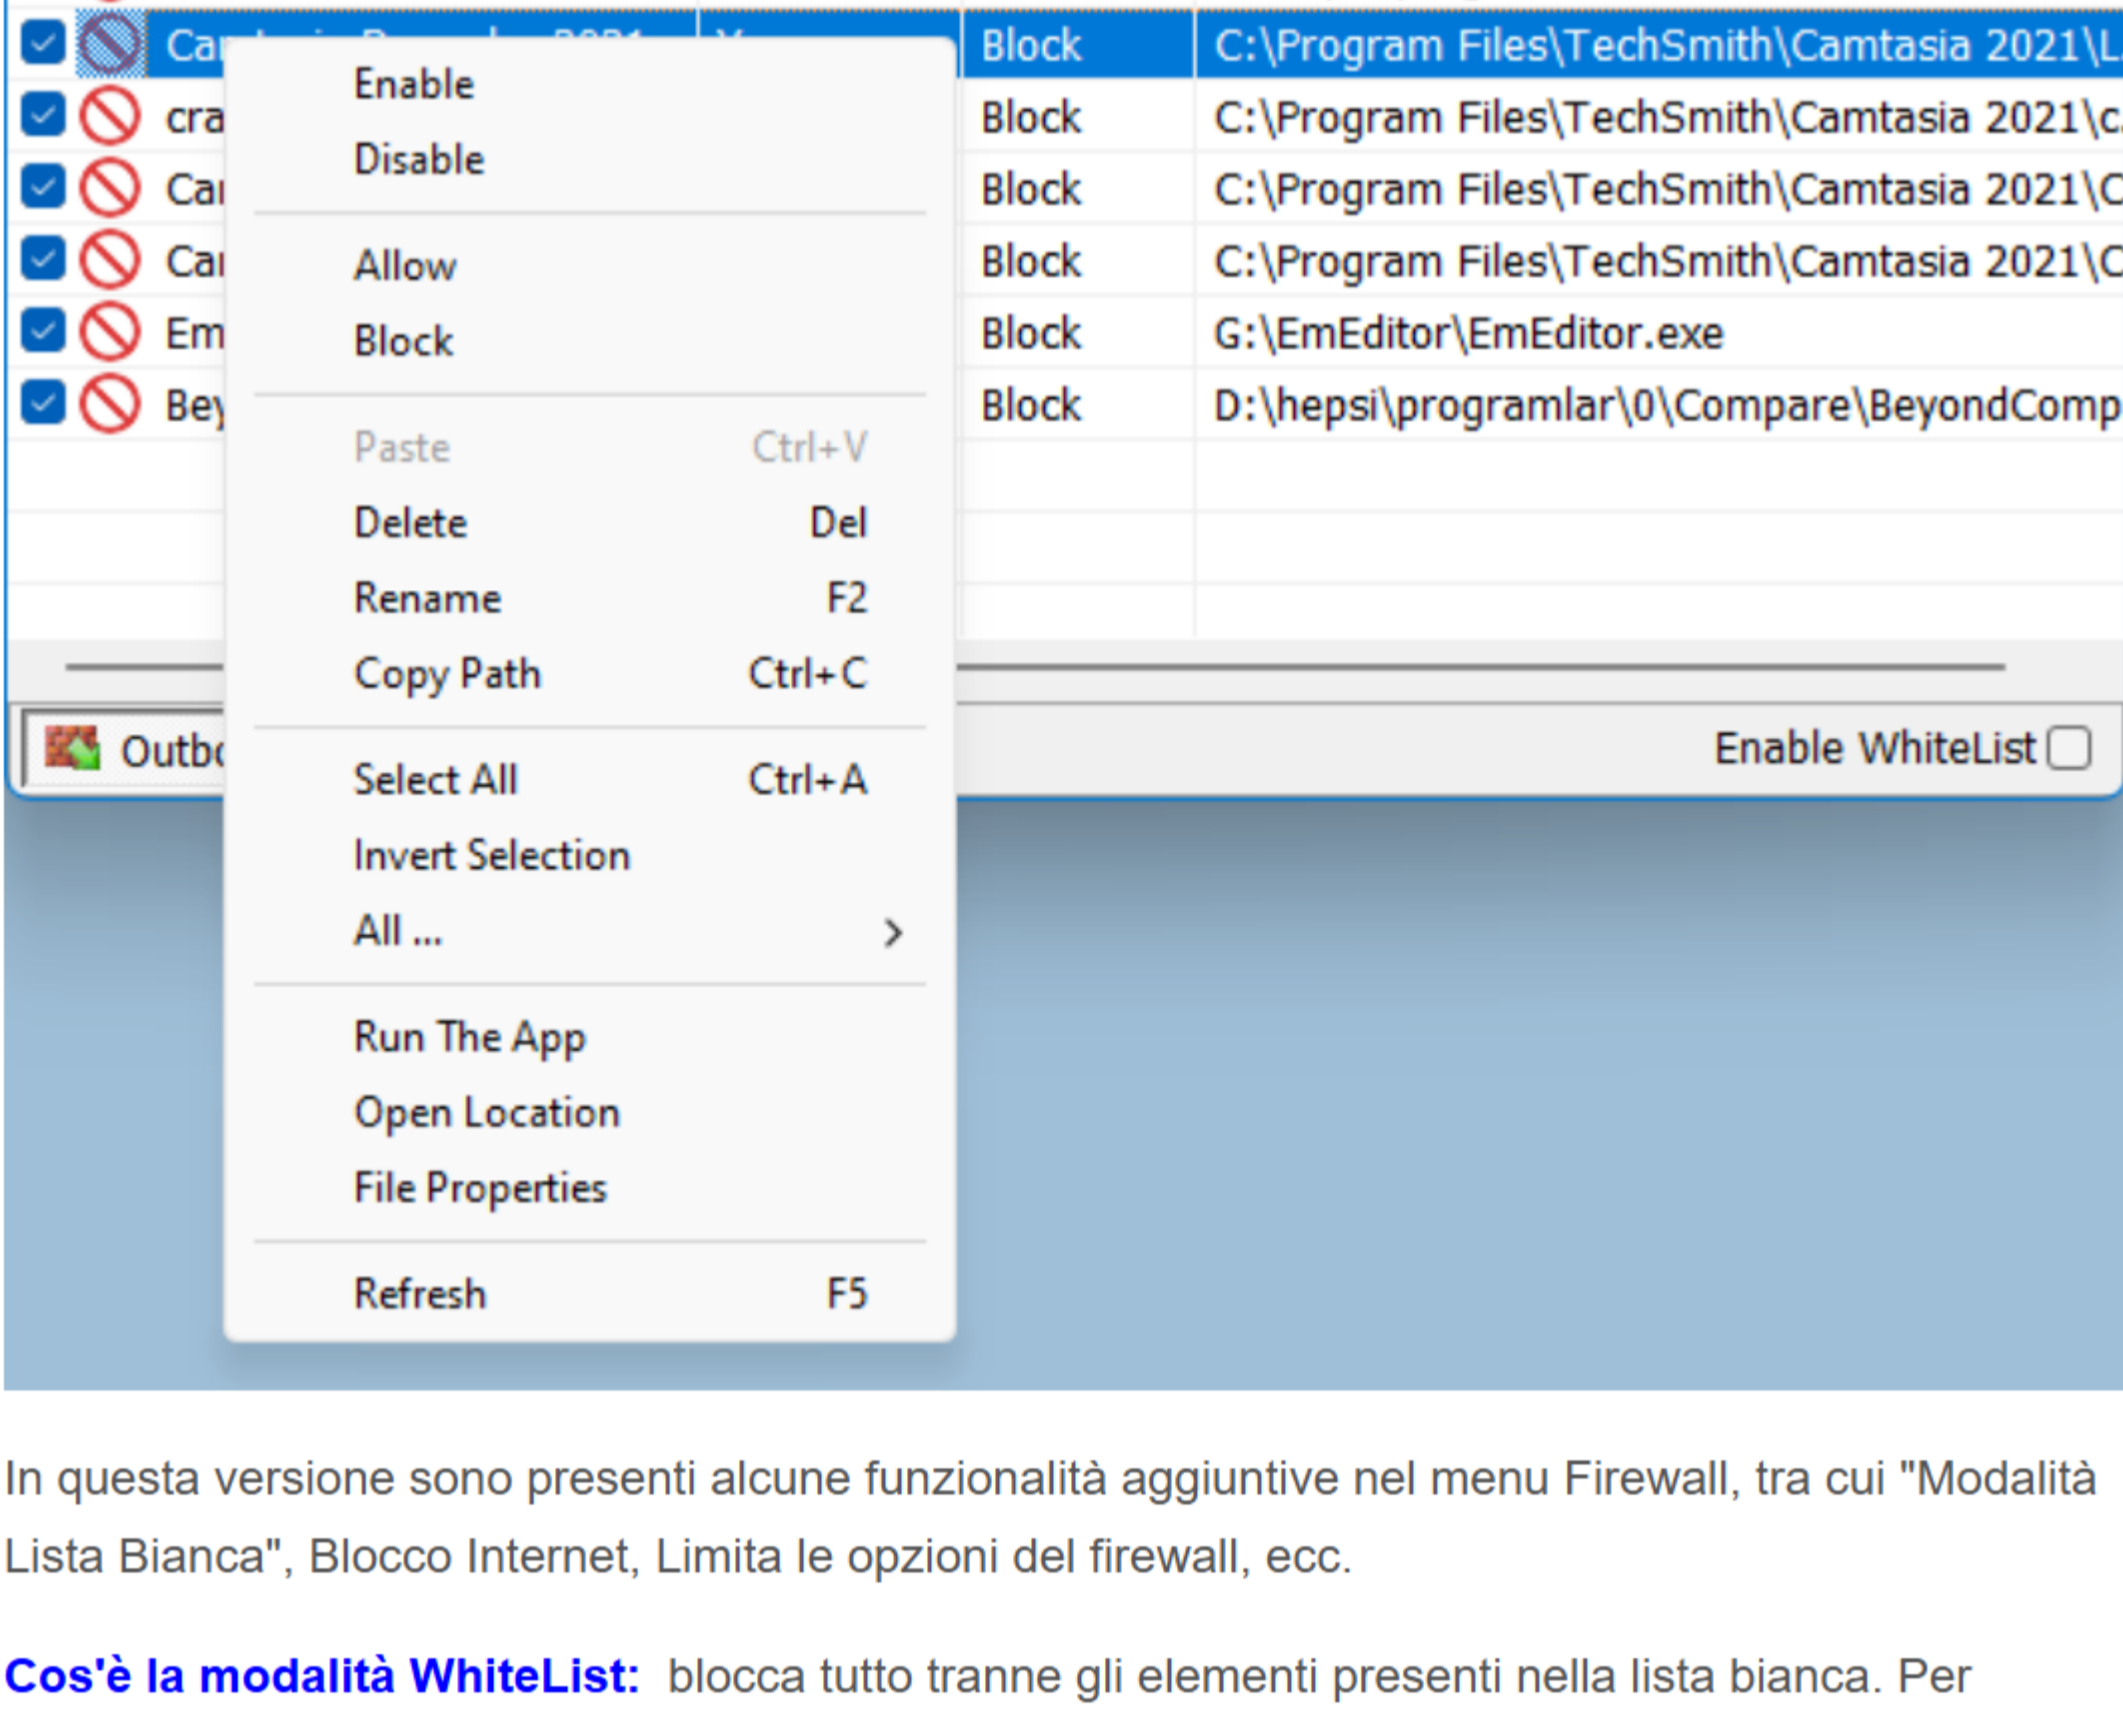 Block C:\Program Files\TechSmith\Camtasia 2021\L
Enable
cra Block C:\Program Files\TechSmith\Camtasia 2021\c
Disable
Car Block C:\Program Files\TechSmith\Camtasia 2021\C
Allow
Car Block C:\Program Files\TechSmith\Camtasia 2021\C
Block
Em Block G:\EmEditor\EmEditor.exe
Bey Block D:\hepsi\programlar\0\Compare\BeyondComp
Paste Ctrl+V
Delete Del
Rename F2
Copy Path Ctrl+C
Outbo Enable WhiteList
Select All Ctrl+A
Invert Selection
All ...
Run The App
Open Location
File Properties
Refresh F5
In questa versione sono presenti alcune funzionalità aggiuntive nel menu Firewall, tra cui "Modalità
Lista Bianca", Blocco Internet, Limita le opzioni del firewall, ecc.
Cos'è la modalità WhiteList: blocca tutto tranne gli elementi presenti nella lista bianca. Per